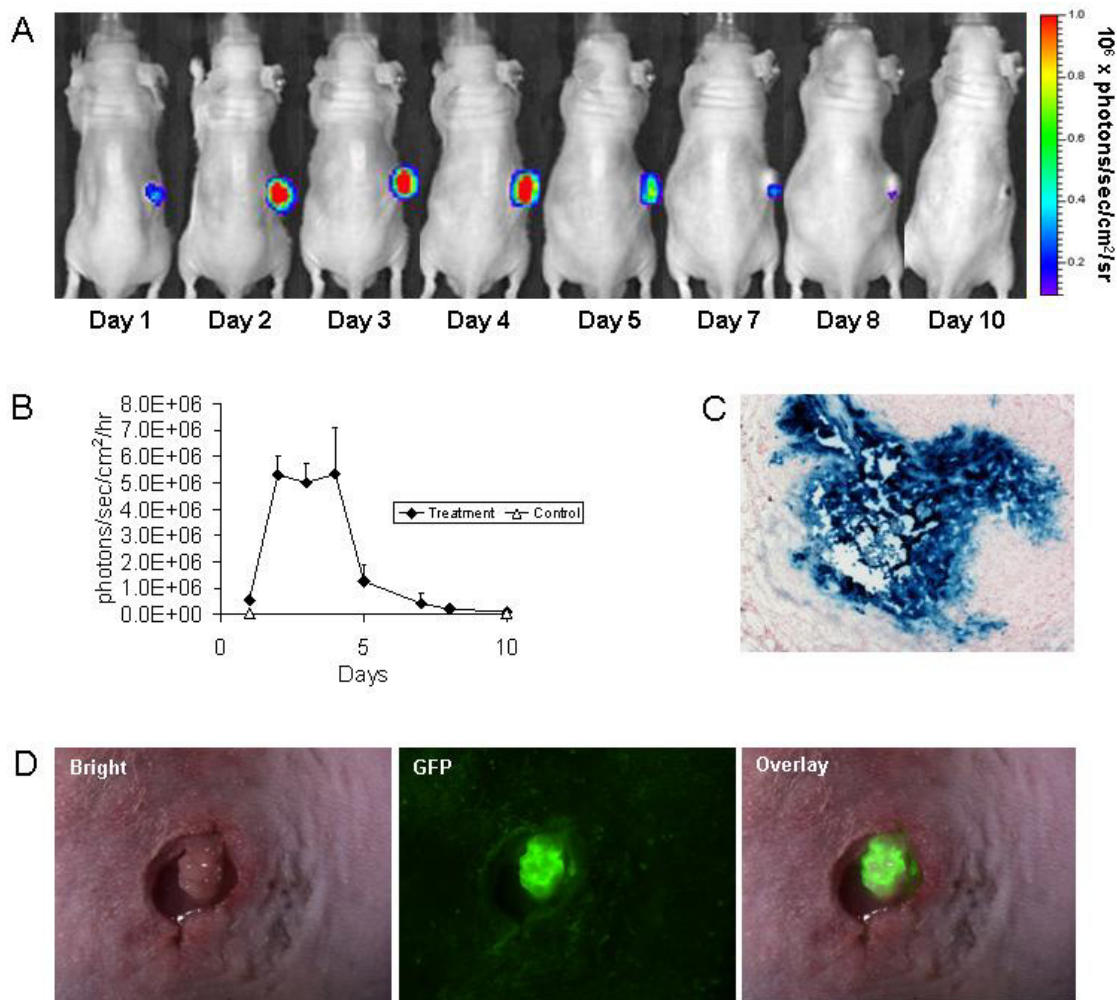 A
1.0
0.8
0.6
0.4
0.2
10⁶ x photons/sec/cm²/sr
Day 1 Day 2 Day 3 Day 4 Day 5 Day 7 Day 8 Day 10
B
8.0E+06
7.0E+06
6.0E+06
5.0E+06
4.0E+06
3.0E+06
2.0E+06
1.0E+06
0.0E+00
photons/sec/cm²/hr
0 5 10
Days
Treatment Control
C
D
Bright
GFP
Overlay